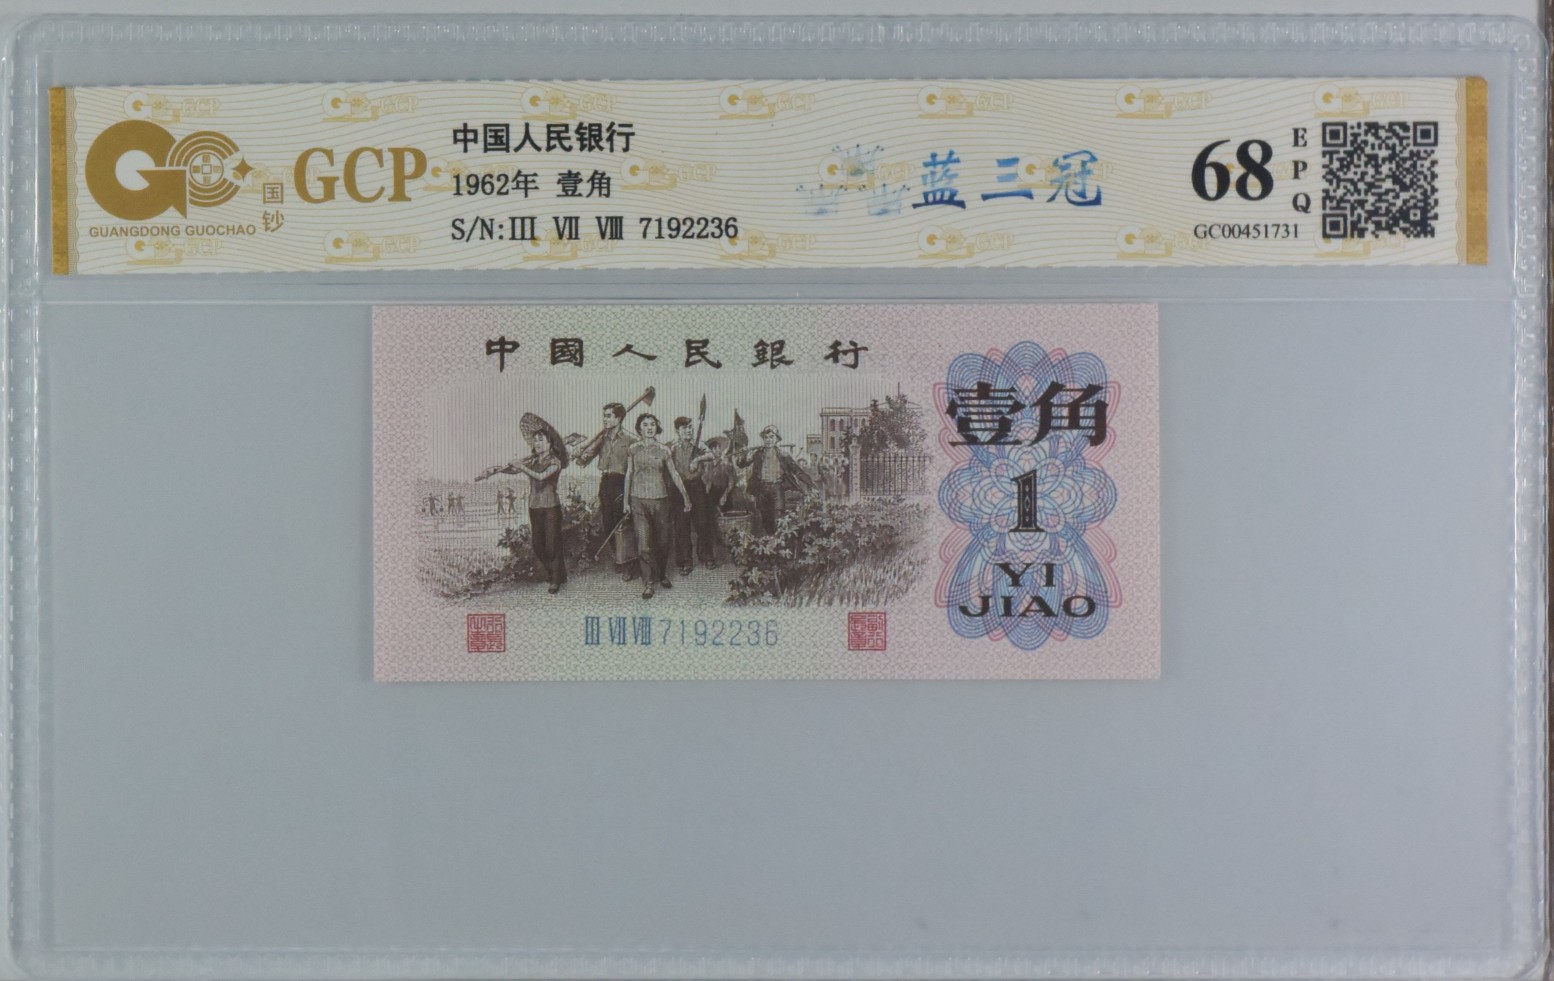 GCP
国钞
GUANGDONG GUOCHAO
中国人民银行
1962年 壹角
S/N:III VII VIII 7192236
蓝三冠
68
EPQ
GC00451731
中國人民銀行
壹角
1
YI
JIAO
III VII VIII 7192236